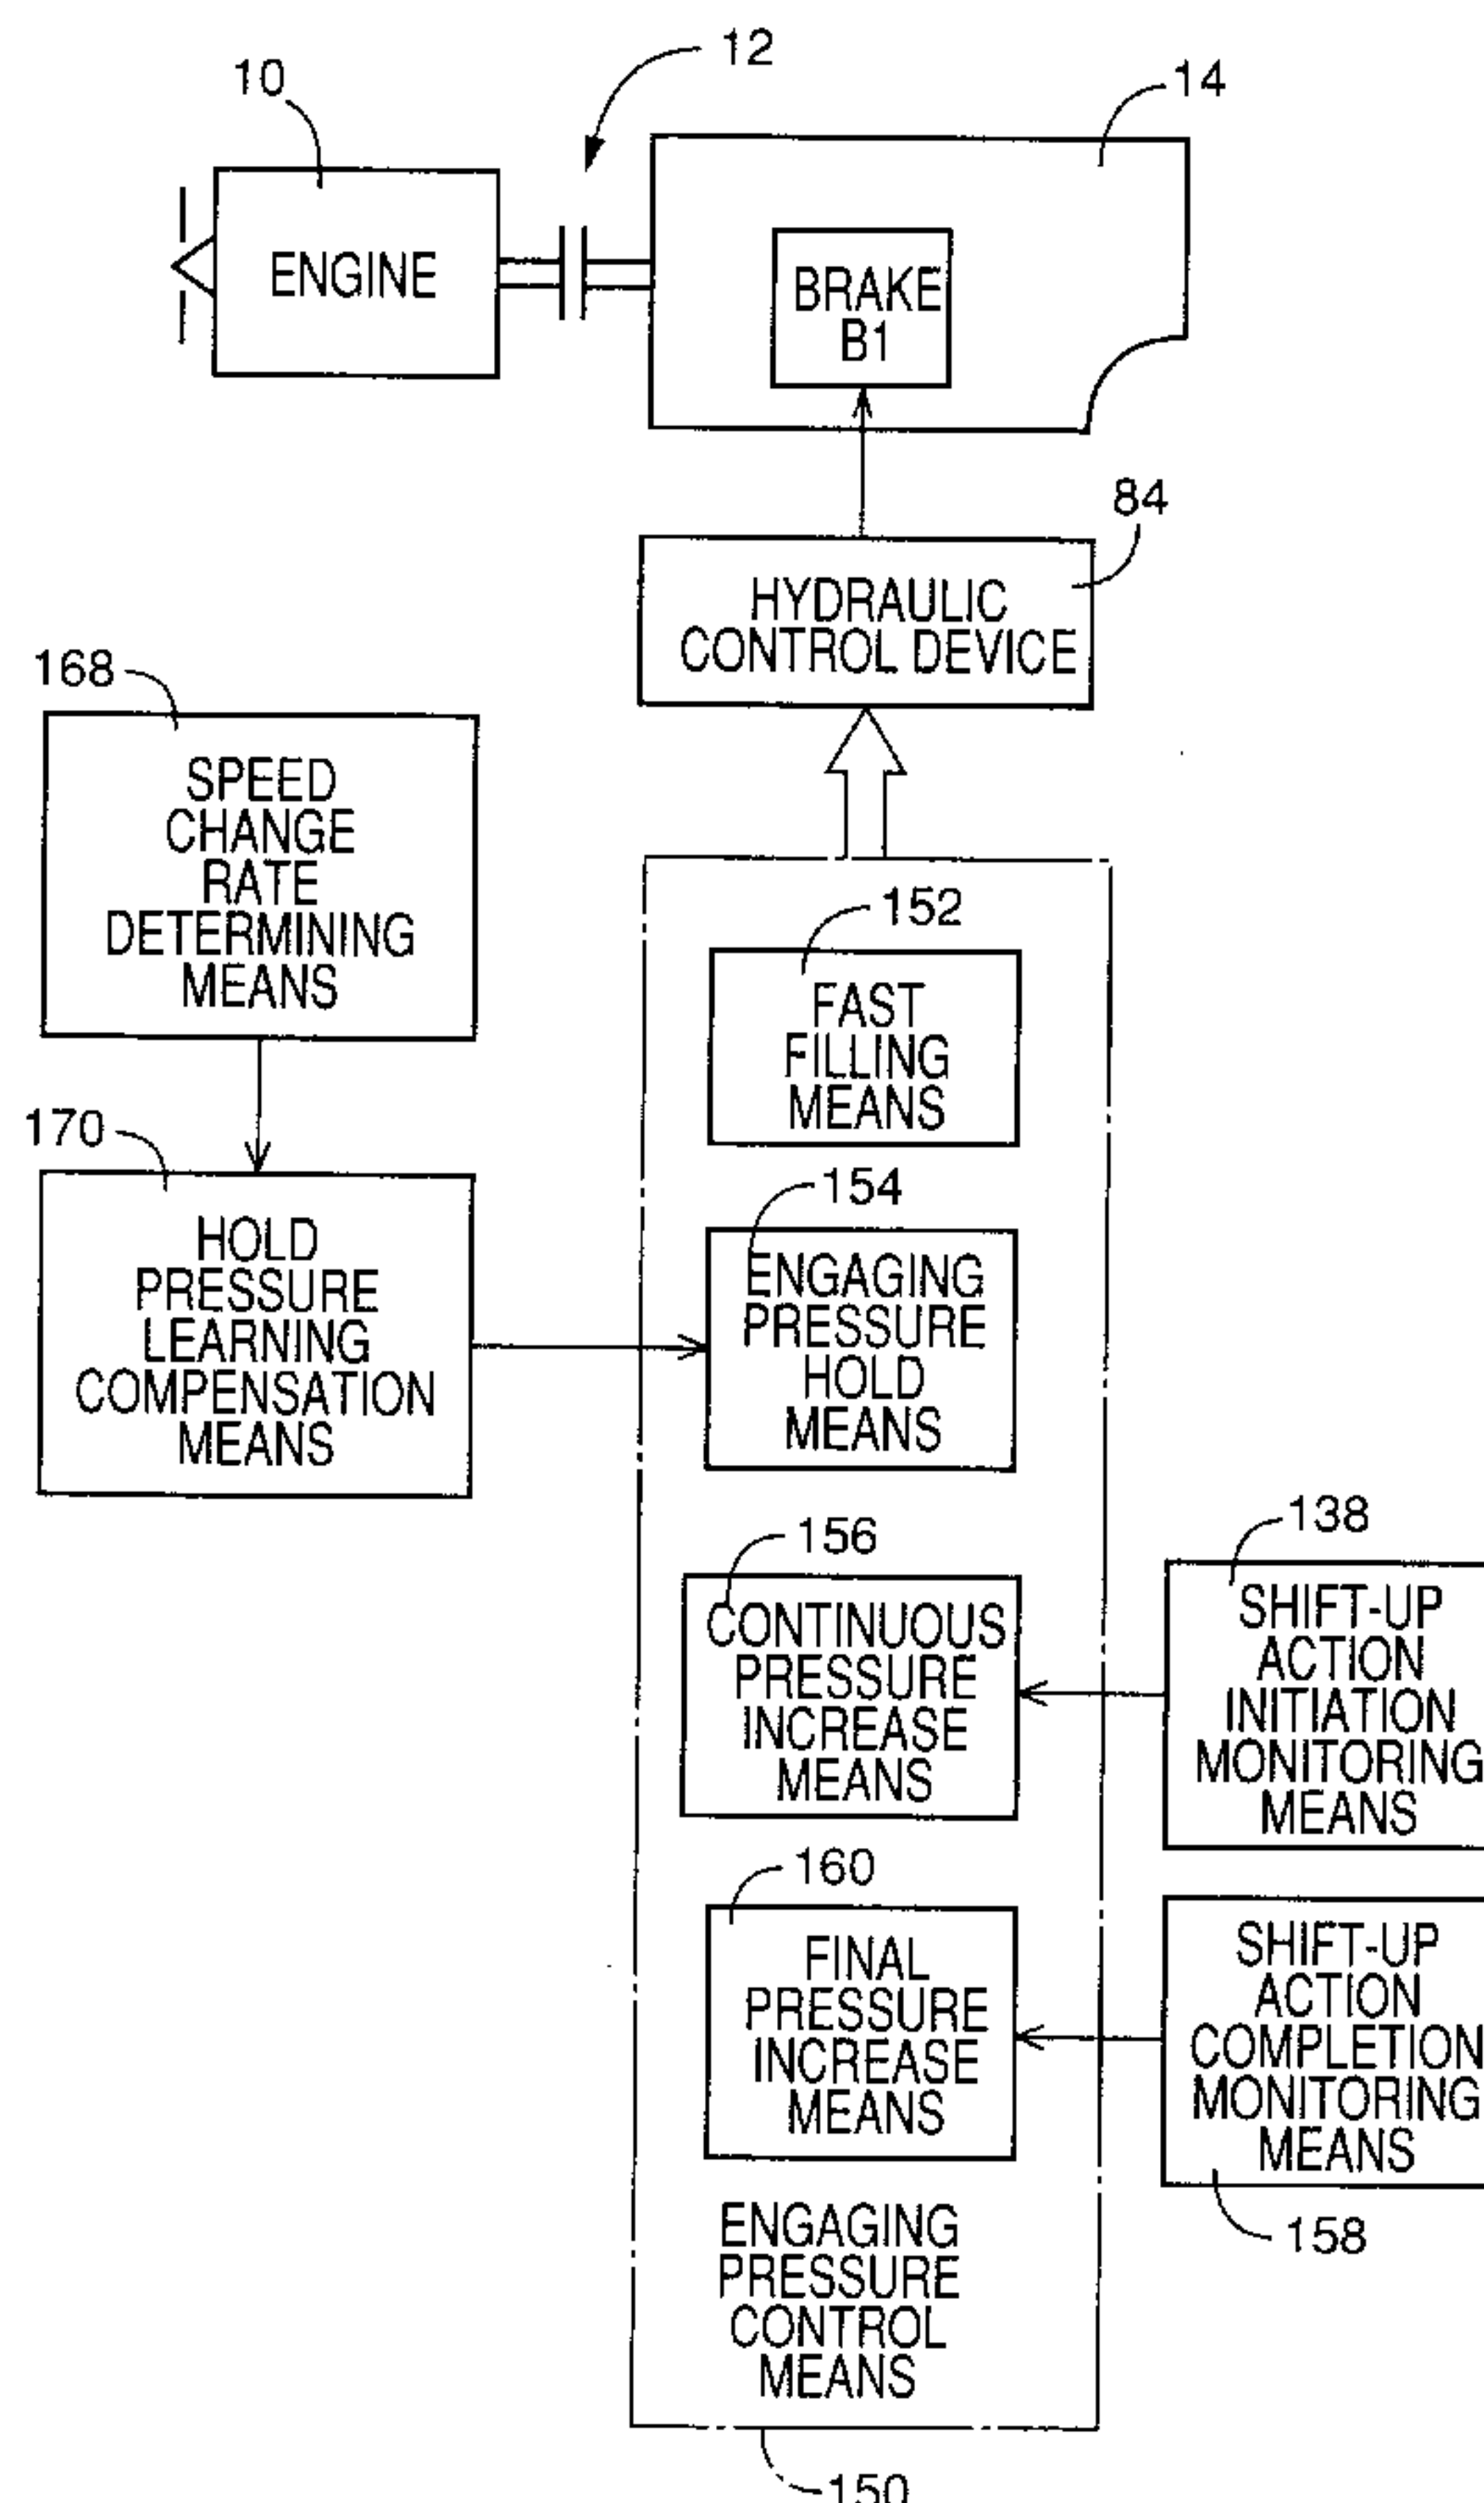 12
10
14
ENGINE
BRAKE
B1
84
HYDRAULIC
CONTROL DEVICE
168
SPEED
CHANGE
RATE
DETERMINING
MEANS
152
FAST
FILLING
MEANS
170
HOLD
PRESSURE
LEARNING
COMPENSATION
MEANS
154
ENGAGING
PRESSURE
HOLD
MEANS
156
CONTINUOUS
PRESSURE
INCREASE
MEANS
138
SHIFT-UP
ACTION
INITIATION
MONITORING
MEANS
160
FINAL
PRESSURE
INCREASE
MEANS
SHIFT-UP
ACTION
COMPLETION
MONITORING
MEANS
158
ENGAGING
PRESSURE
CONTROL
MEANS
150